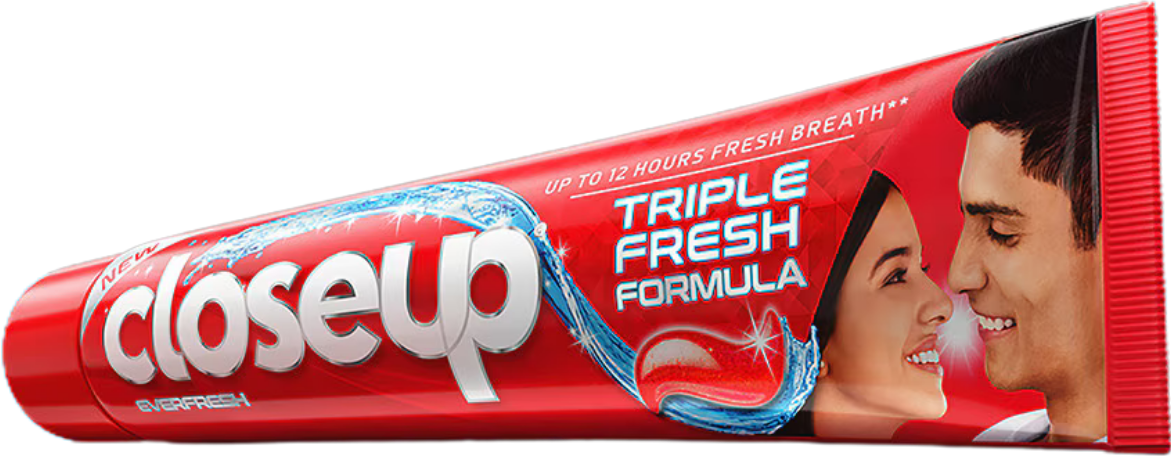 NEW
closeup
EVERFRESH
UP TO 12 HOURS FRESH BREATH**
TRIPLE
FRESH
FORMULA